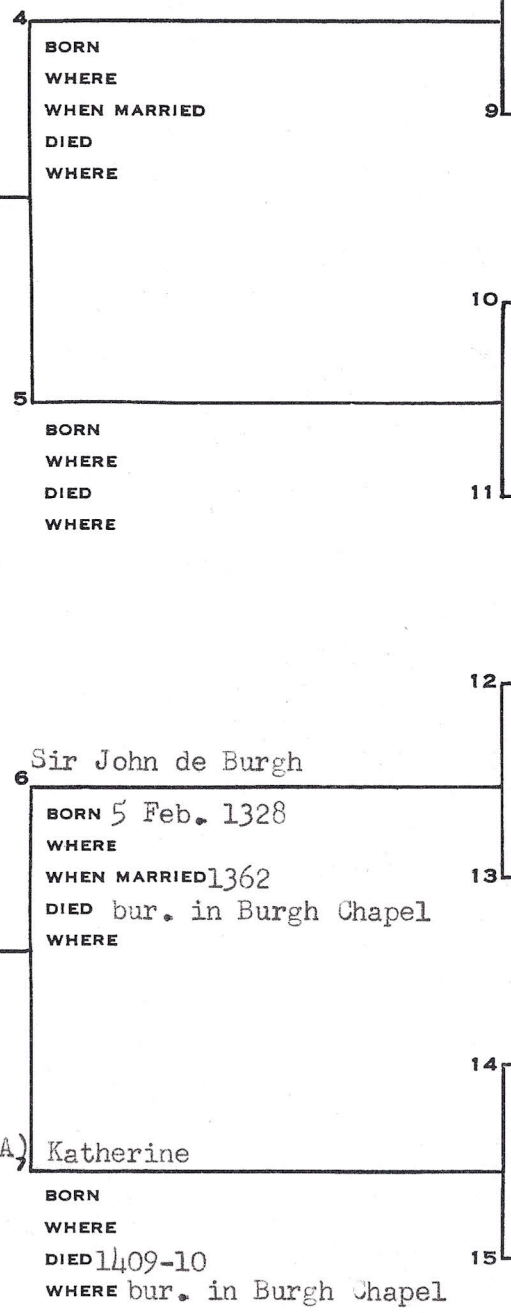 4
BORN
WHERE
WHEN MARRIED
9
DIED
WHERE
10
5
BORN
WHERE
DIED
11
WHERE
12
Sir John de Burgh
6
BORN 5 Feb. 1328
WHERE
WHEN MARRIED 1362
13
DIED bur. in Burgh Chapel
WHERE
14
A) Katherine
7
BORN
WHERE
DIED 1409-10
15
WHERE bur. in Burgh Chapel